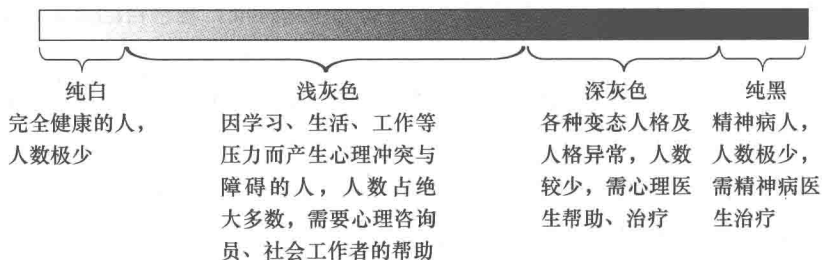 纯白
完全健康的人，
人数极少
浅灰色
因学习、生活、工作等
压力而产生心理冲突与
障碍的人，人数占绝
大多数，需要心理咨询
员、社会工作者的帮助
深灰色
各种变态人格及
人格异常，人数
较少，需心理医
生帮助、治疗
纯黑
精神病人，
人数极少，
需精神病医
生治疗